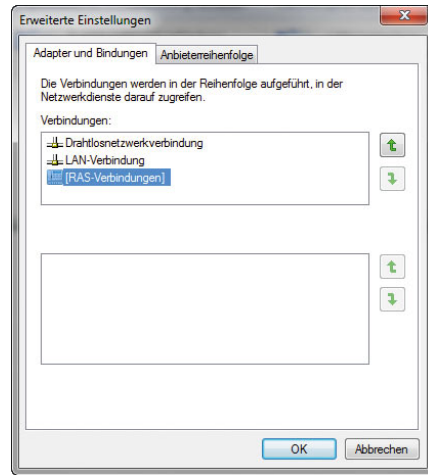 Erweiterte Einstellungen
Adapter und Bindungen
Anbieterreihenfolge
Die Verbindungen werden in der Reihenfolge aufgeführt, in der
Netzwerkdienste darauf zugreifen.
Verbindungen:
Drahtlosnetzwerkverbindung
LAN-Verbindung
[RAS-Verbindungen]
OK
Abbrechen